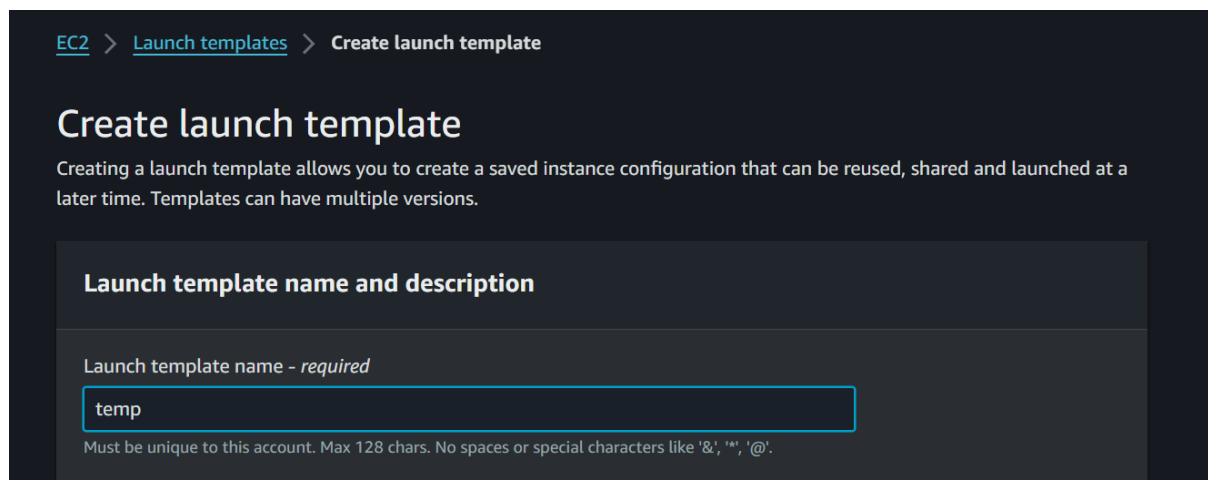 EC2 > Launch templates > Create launch template
Create launch template
Creating a launch template allows you to create a saved instance configuration that can be reused, shared and launched at a
later time. Templates can have multiple versions.
Launch template name and description
Launch template name - required
temp
Must be unique to this account. Max 128 chars. No spaces or special characters like '&', '*', '@'.